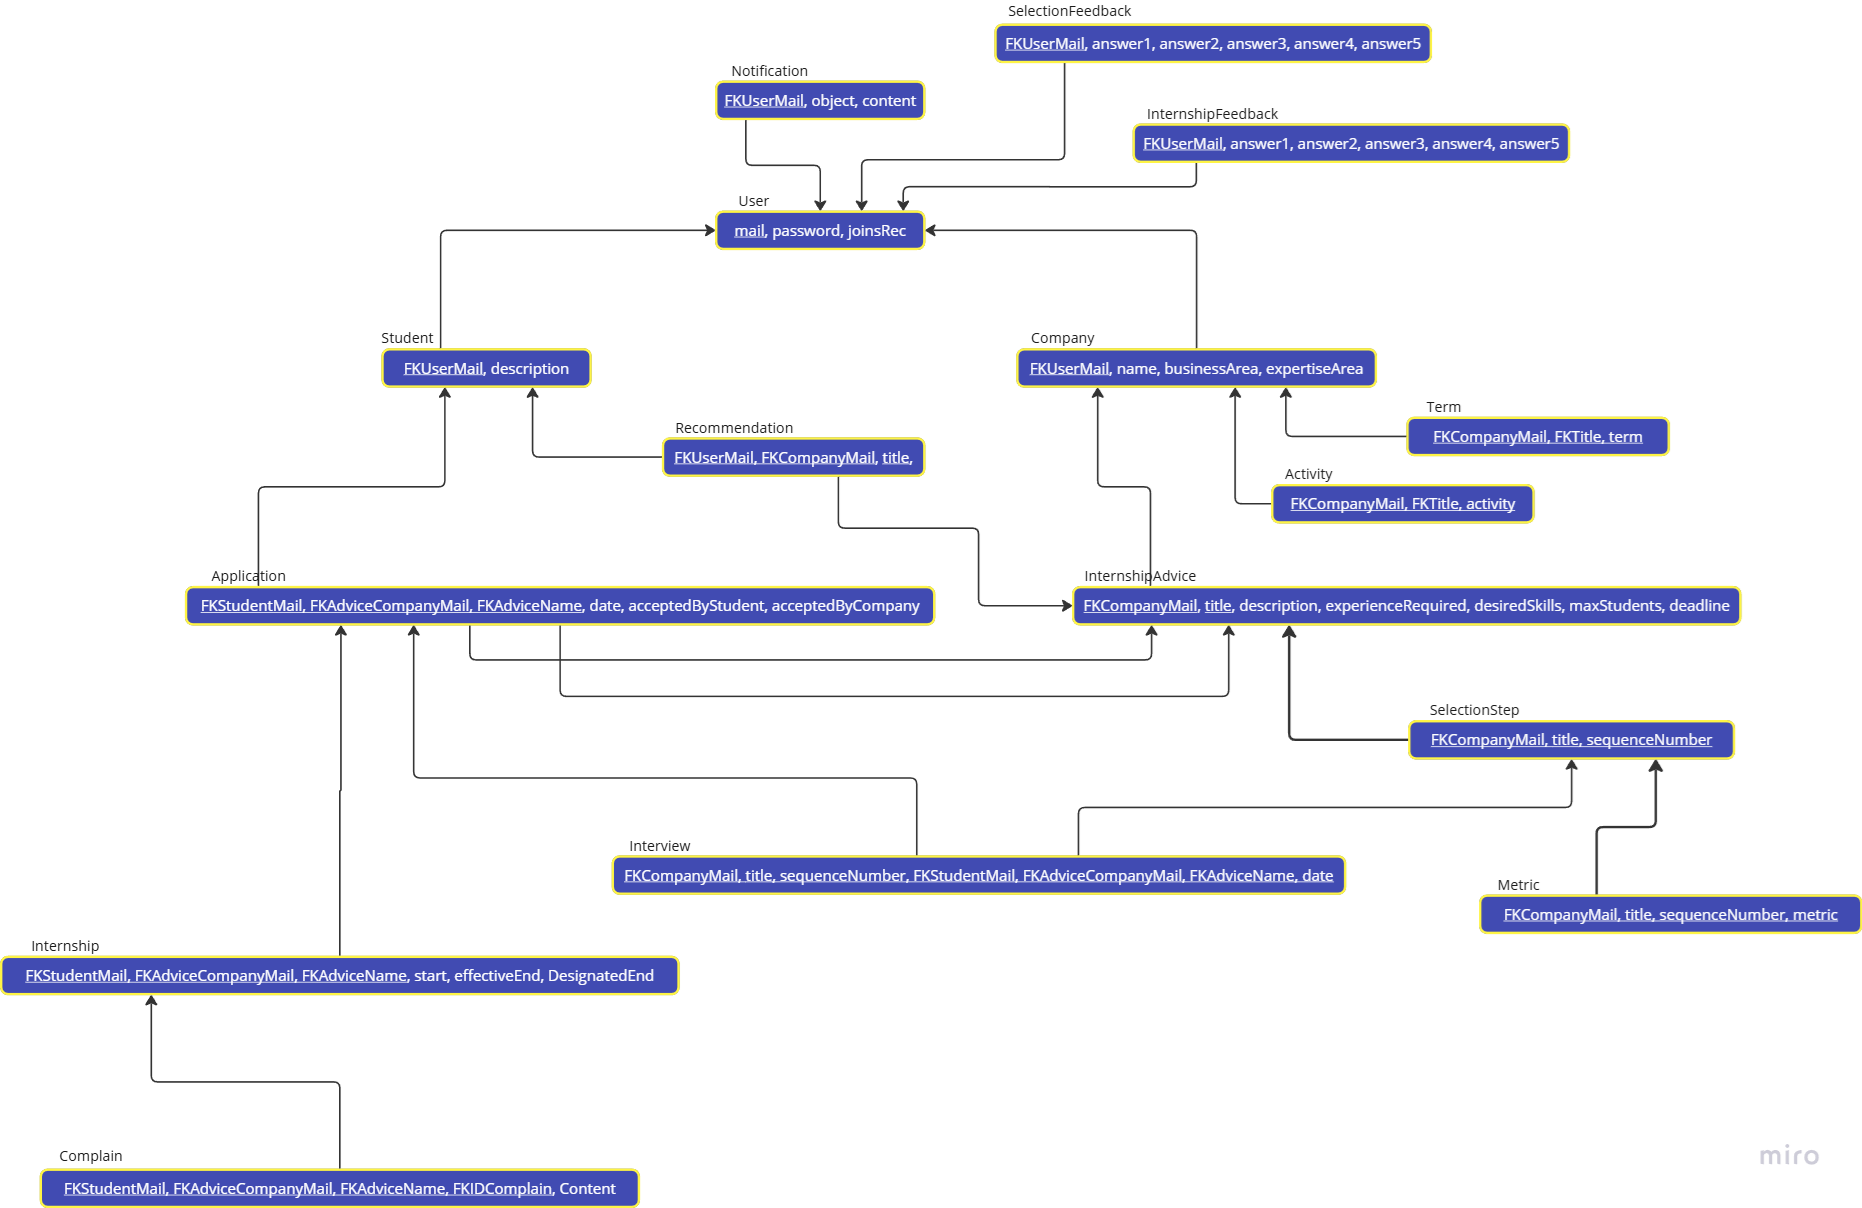 SelectionFeedback
FKUserMail, answer1, answer2, answer3, answer4, answer5
Notification
FKUserMail, object, content
InternshipFeedback
FKUserMail, answer1, answer2, answer3, answer4, answer5
User
mail, password, joinsRec
Student
FKUserMail, description
Company
FKUserMail, name, businessArea, expertiseArea
Term
FKCompanyMail, FKTitle, term
Recommendation
FKUserMail, FKCompanyMail, title,
Activity
FKCompanyMail, FKTitle, activity
Application
FKStudentMail, FKAdviceCompanyMail, FKAdviceName, date, acceptedByStudent, acceptedByCompany
InternshipAdvice
FKCompanyMail, title, description, experienceRequired, desiredSkills, maxStudents, deadline
SelectionStep
FKCompanyMail, title, sequenceNumber
Interview
FKCompanyMail, title, sequenceNumber, FKStudentMail, FKAdviceCompanyMail, FKAdviceName, date
Metric
FKCompanyMail, title, sequenceNumber, metric
Internship
FKStudentMail, FKAdviceCompanyMail, FKAdviceName, start, effectiveEnd, DesignatedEnd
Complain
FKStudentMail, FKAdviceCompanyMail, FKAdviceName, FKIDComplain, Content
miro